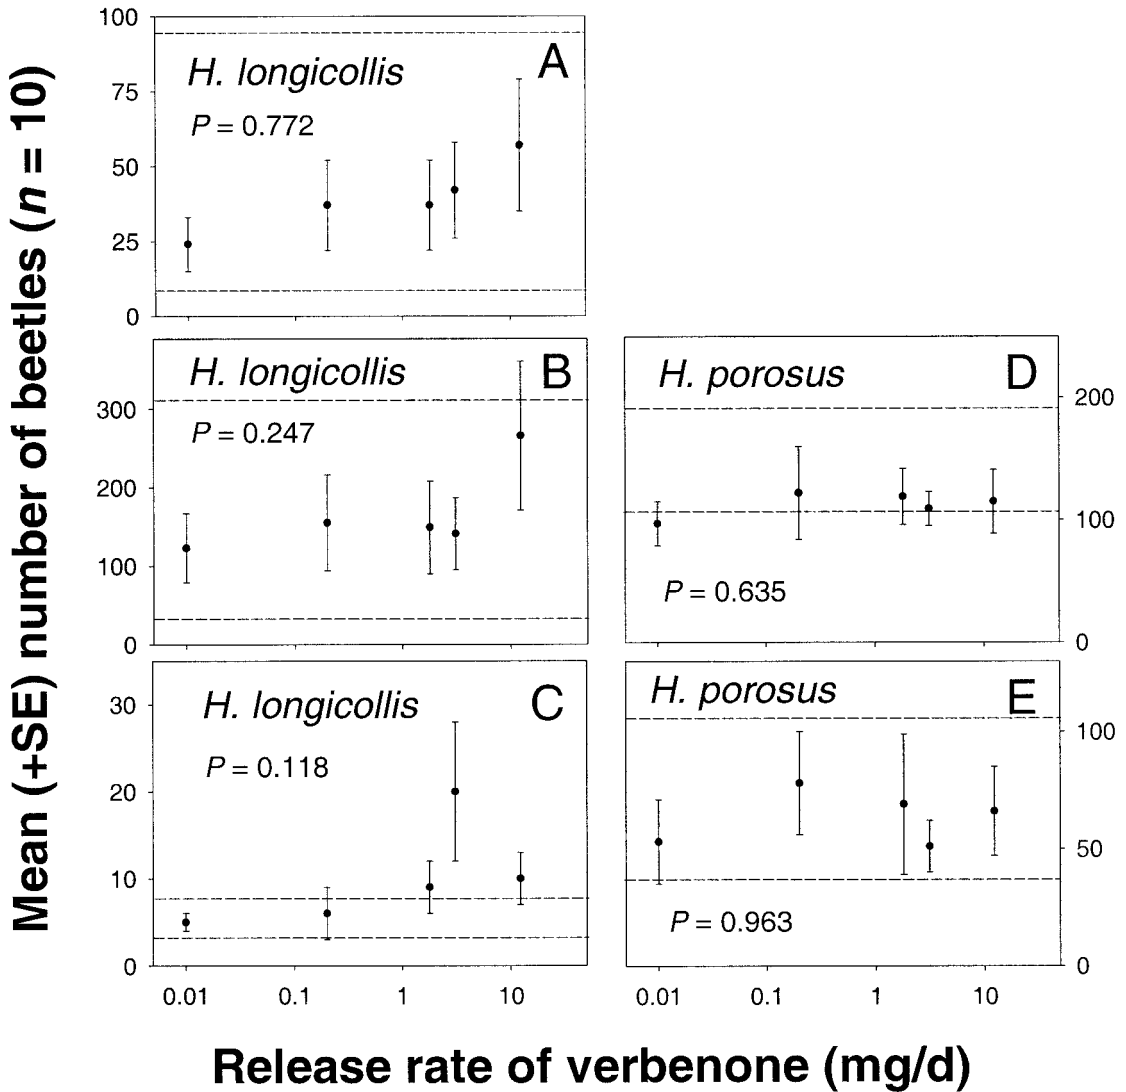 Mean (+SE) number of beetles (n = 10)
100
75
50
25
0
H. longicollis
A
P = 0.772
300
200
100
0
H. longicollis
B
P = 0.247
30
20
10
0
H. longicollis
C
P = 0.118
0.01 0.1 1 10
H. porosus
D
P = 0.635
200
100
0
H. porosus
E
P = 0.963
100
50
0
0.01 0.1 1 10
Release rate of verbenone (mg/d)